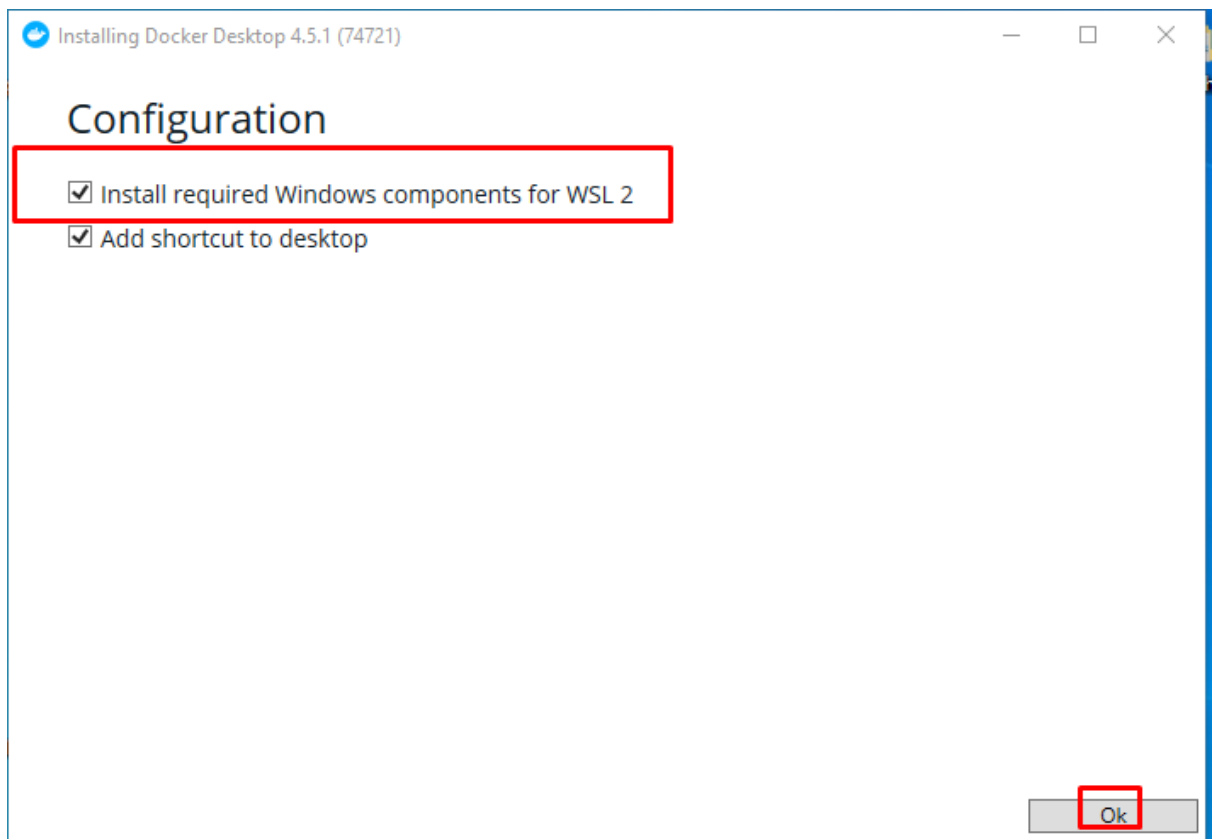 Installing Docker Desktop 4.5.1 (74721)
Configuration
Install required Windows components for WSL 2
Add shortcut to desktop
Ok